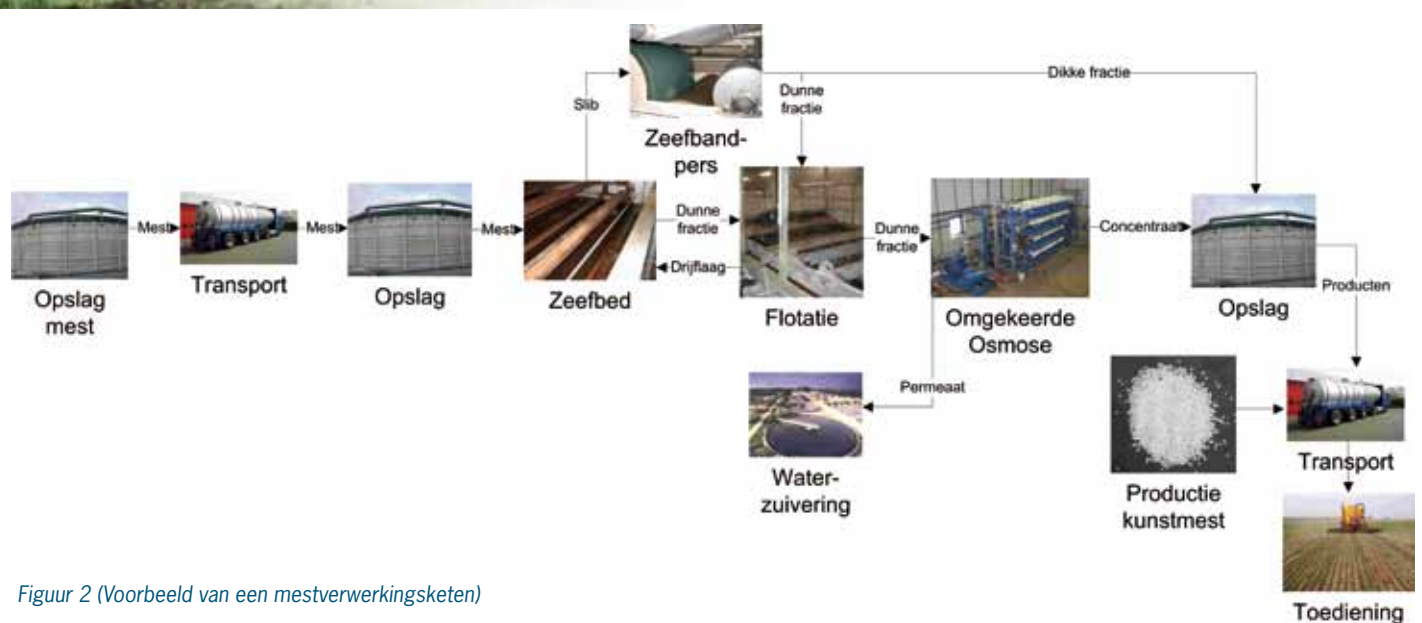 Dikke fractie
Slib
Dunne
fractie
Zeefband-
pers
Mest
Mest
Mest
Dunne
fractie
Drijflaag
Dunne
fractie
Concentraat
Opslag
mest
Transport
Opslag
Zeefbed
Flotatie
Omgekeerde
Osmose
Opslag
Producten
Permeaat
Water-
zuivering
Productie
kunstmest
Transport
Toediening
Figuur 2 (Voorbeeld van een mestverwerkingsketen)